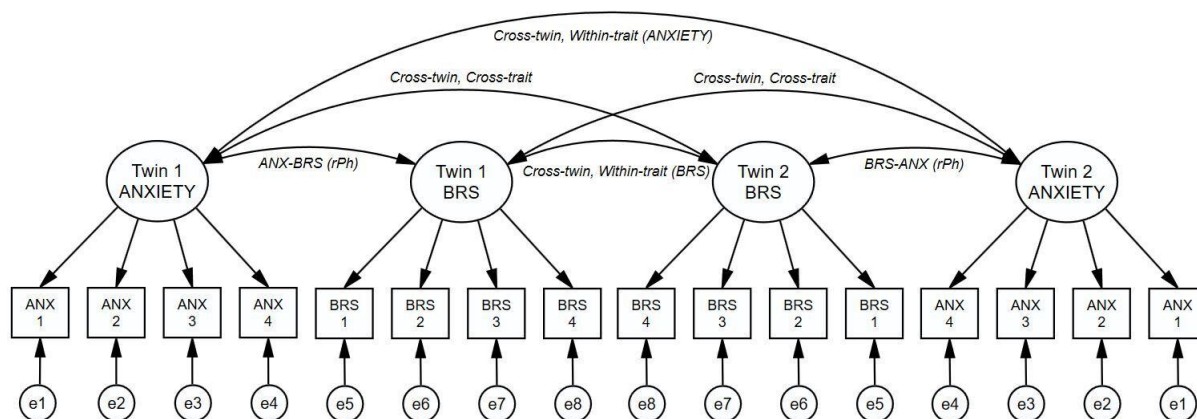 Cross-twin, Within-trait (ANXIETY)
Cross-twin, Cross-trait
Cross-twin, Cross-trait
Twin 1
ANXIETY
ANX-BRS (rPh)
Twin 1
BRS
Cross-twin, Within-trait (BRS)
Twin 2
BRS
BRS-ANX (rPh)
Twin 2
ANXIETY
ANX
1
ANX
2
ANX
3
ANX
4
BRS
1
BRS
2
BRS
3
BRS
4
BRS
4
BRS
3
BRS
2
BRS
1
ANX
4
ANX
3
ANX
2
ANX
1
e1
e2
e3
e4
e5
e6
e7
e8
e8
e7
e6
e5
e4
e3
e2
e1